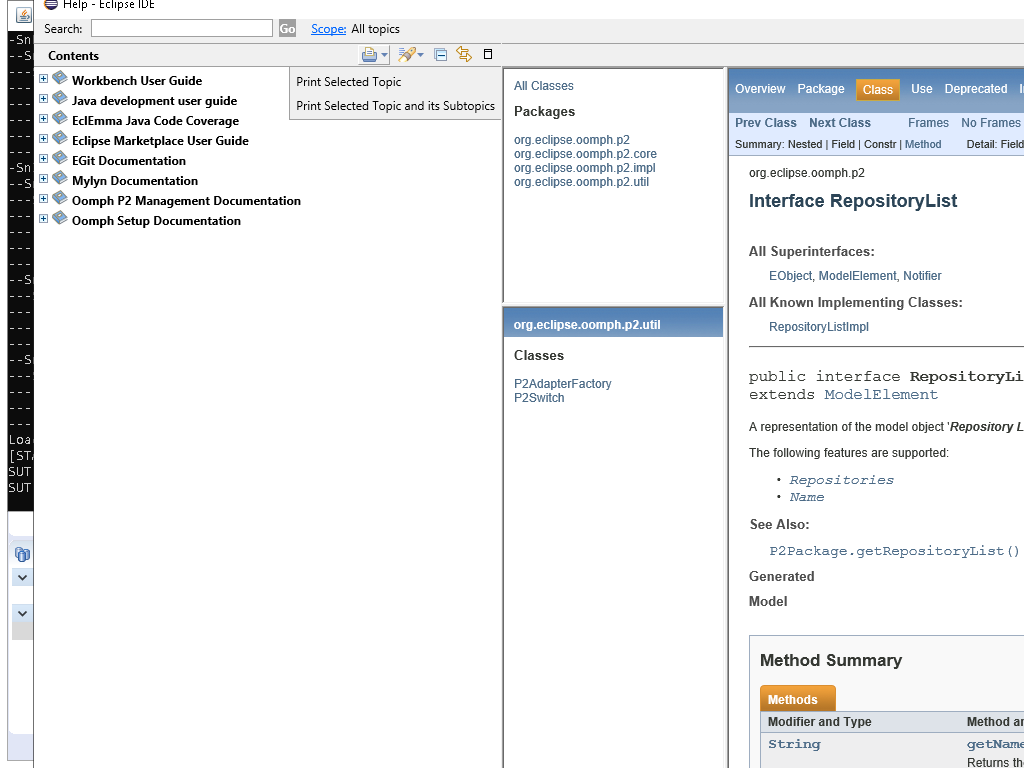 Help - Eclipse IDE
Search:
Go
Scope: All topics
Contents
Workbench User Guide
Java development user guide
EclEmma Java Code Coverage
Eclipse Marketplace User Guide
EGit Documentation
Mylyn Documentation
Oomph P2 Management Documentation
Oomph Setup Documentation
Print Selected Topic
Print Selected Topic and its Subtopics
All Classes
Packages
org.eclipse.oomph.p2
org.eclipse.oomph.p2.core
org.eclipse.oomph.p2.impl
org.eclipse.oomph.p2.util
org.eclipse.oomph.p2.util
Classes
P2AdapterFactory
P2Switch
Overview Package Class Use Deprecated
Prev Class Next Class Frames No Frames
Summary: Nested | Field | Constr | Method Detail: Field
org.eclipse.oomph.p2
Interface RepositoryList
All Superinterfaces:
EObject, ModelElement, Notifier
All Known Implementing Classes:
RepositoryListImpl
public interface RepositoryLi
extends ModelElement
A representation of the model object 'Repository L
The following features are supported:
• Repositories
• Name
See Also:
P2Package.getRepositoryList()
Generated
Model
Method Summary
Methods
Modifier and Type Method an
String getName
Returns the
-Sn
--S
-Sn
--S
--S
--S
Loa
[STA
SUT
SUT